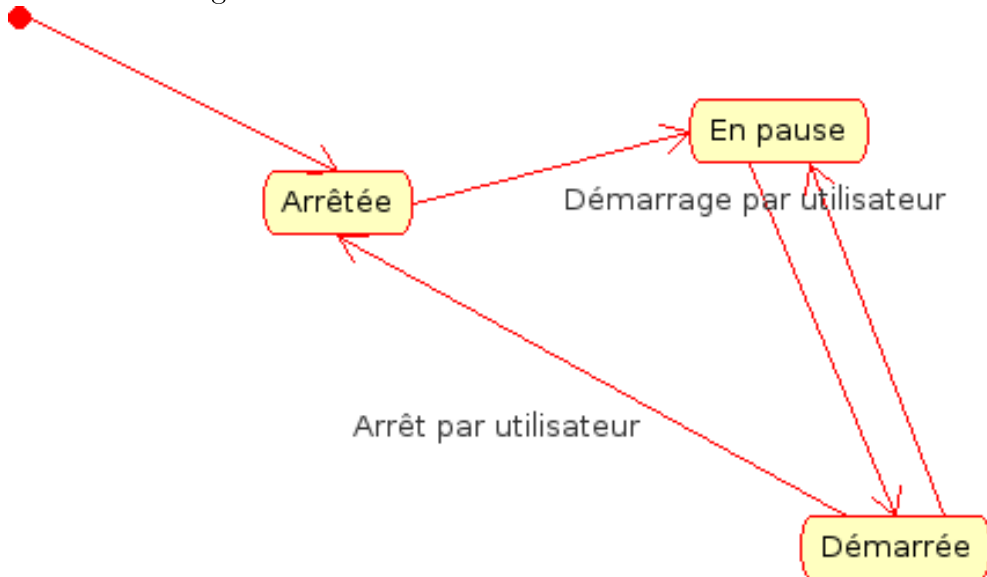 En pause
Arrêtée
Démarrage par utilisateur
Arrêt par utilisateur
Démarrée